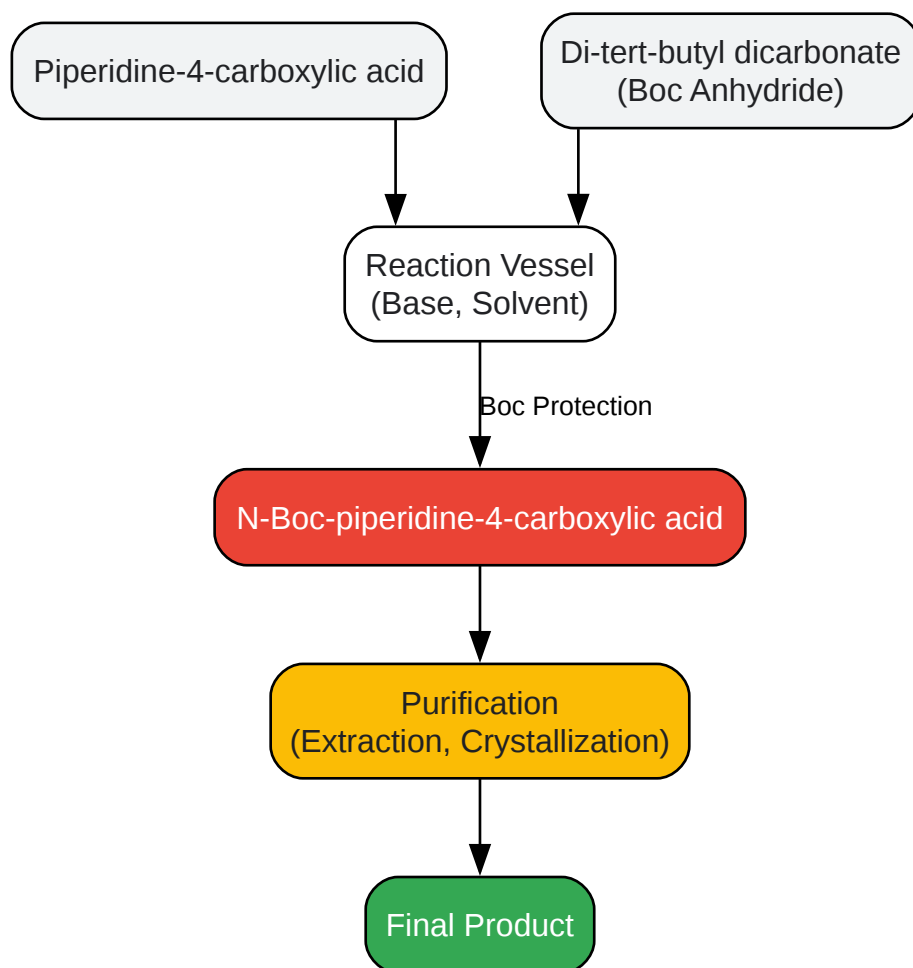 Piperidine-4-carboxylic acid
Di-tert-butyl dicarbonate
(Boc Anhydride)
Reaction Vessel
(Base, Solvent)
Boc Protection
N-Boc-piperidine-4-carboxylic acid
Purification
(Extraction, Crystallization)
Final Product